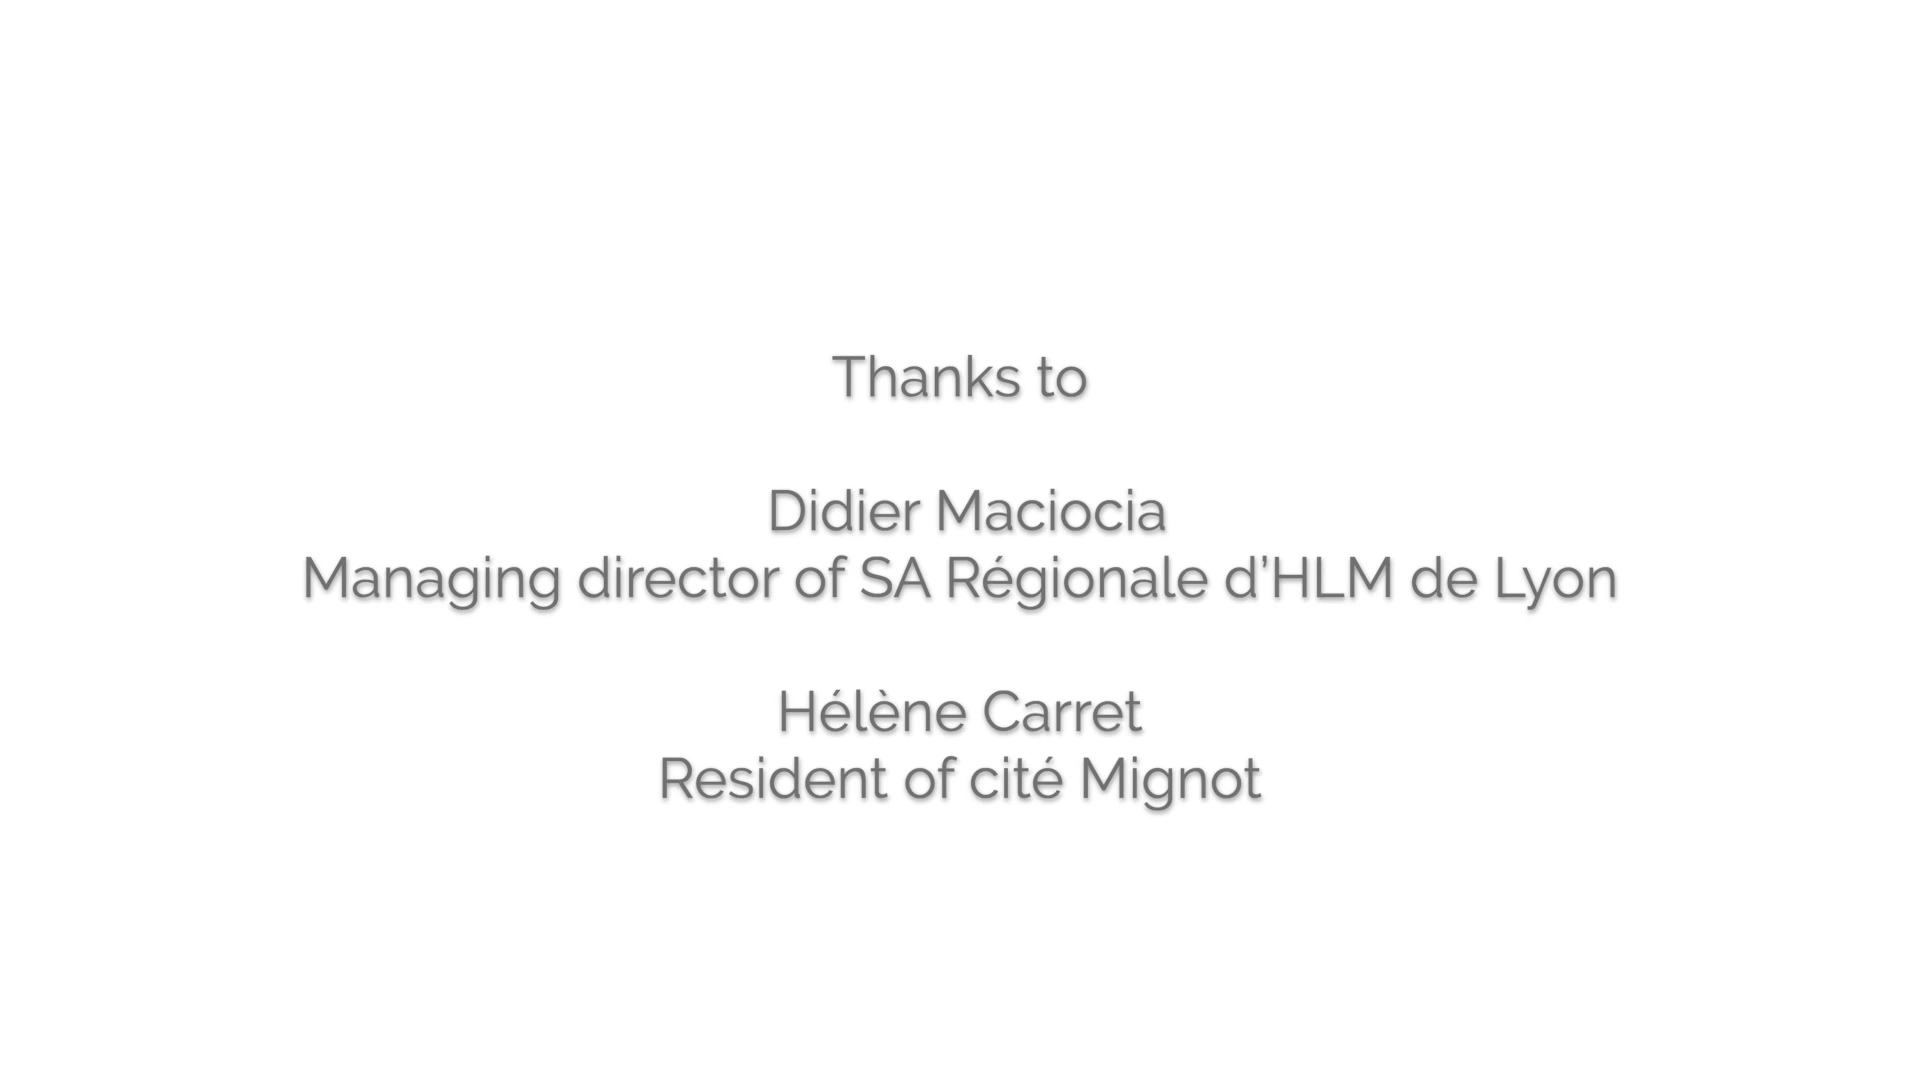 Thanks to
Didier Maciocia
Managing director of SA Régionale d’HLM de Lyon
Hélène Carret
Resident of cité Mignot